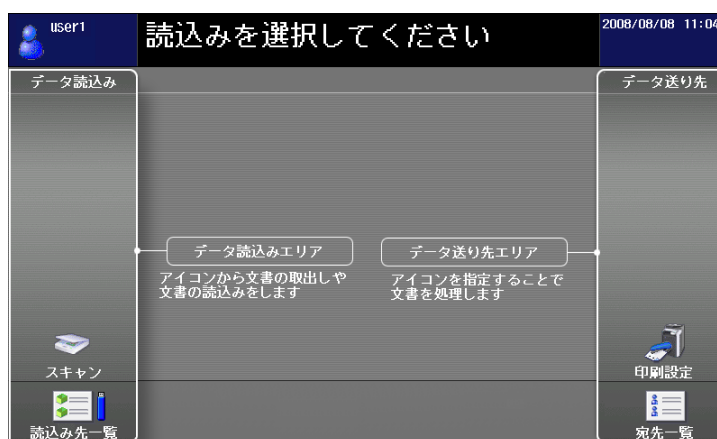 user1
読込みを選択してください
2008/08/08 11:04
データ読込み
データ送り先
データ読込みエリア
アイコンから文書の取出しや
文書の読込みをします
データ送り先エリア
アイコンを指定することで
文書を処理します
スキャン
印刷設定
読込み先一覧
宛先一覧